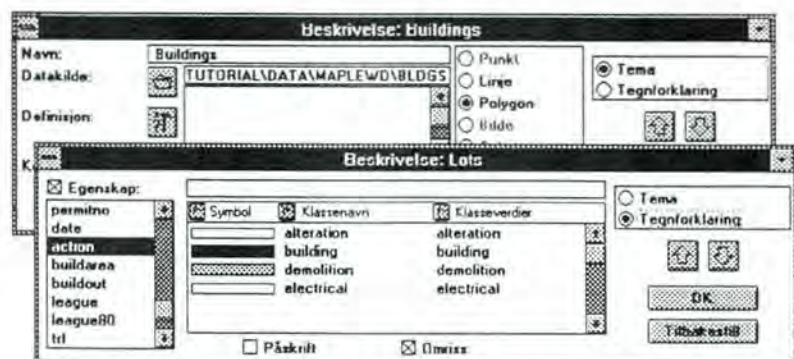 Beskrivelse: Buildings
Navn: Buildings
Datakilde: TUTORIAL\DATA\MAPLEWD\BLDGS
Definisjon:
Punkt
Linje
Polygon
Bilde
Tema
Tegnforklaring
Beskrivelse: Lots
Egenskap:
permitno
date
action
buildarea
buildout
league
league80
trl
Symbol Klassenavn Klasseverdier
alteration alteration
building building
demolition demolition
electrical electrical
Påskrift Omriss
Tema
Tegnforklaring
OK
Tilbakestill